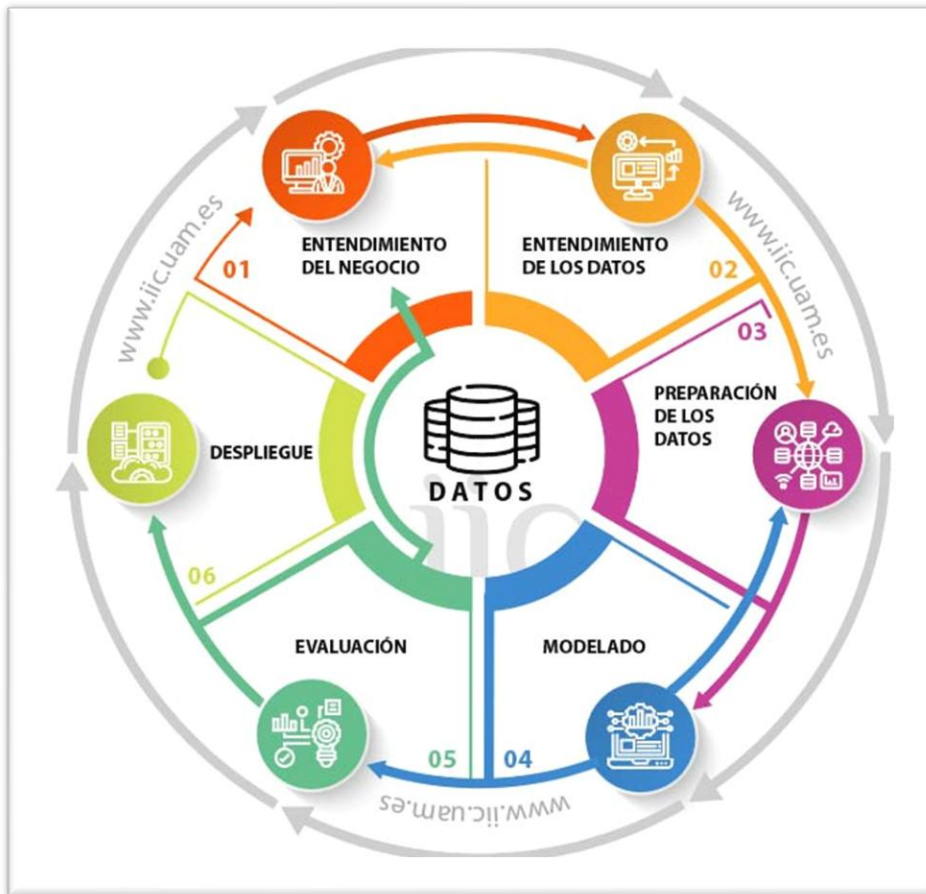 www.iic.uam.es
www.iic.uam.es
01
ENTENDIMIENTO
DEL NEGOCIO
ENTENDIMIENTO
DE LOS DATOS
02
03
PREPARACIÓN
DE LOS
DATOS
DESPLIEGUE
DATOS
iic
06
EVALUACIÓN
MODELADO
05
04
www.iic.uam.es